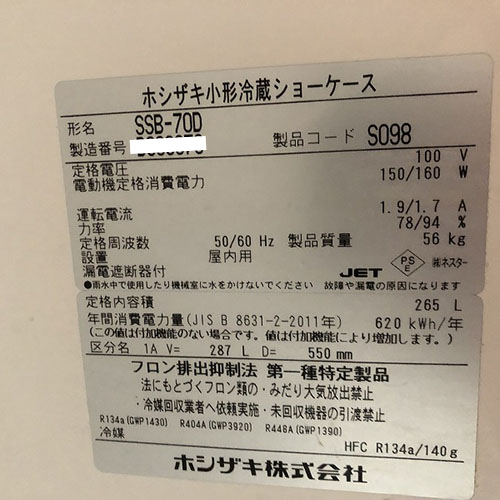 ホシザキ小形冷蔵ショーケース
形名 SSB-70D
製造番号 製品コード S098
定格電圧 100 V
電動機定格消費電力 150/160 W
運転電流 1.9/1.7 A
力率 78/94 %
定格周波数 50/60 Hz 製品質量 56 kg
設置 屋内用
漏電遮断器付 JET PSE ㈱ネスター
●雨水中で使用したり機械室に水をかけないでください 故障や漏電の原因になります
定格内容積 265 L
年間消費電力量(JIS B 8631-2-2011年) 620 kWh/年
(この値は付加機能のない場合です。値は付加機能により増加します。)
区分名 1A V= 287 L D= 550 mm
フロン排出抑制法 第一種特定製品
法にもとづくフロン類の・みだり大気放出禁止
・冷媒回収業者へ依頼実施・未回収機器の引渡禁止
R134a(GWP1430) R404A(GWP3920) R448A(GWP1390)
冷媒 HFC R134a/140g
ホシザキ株式会社